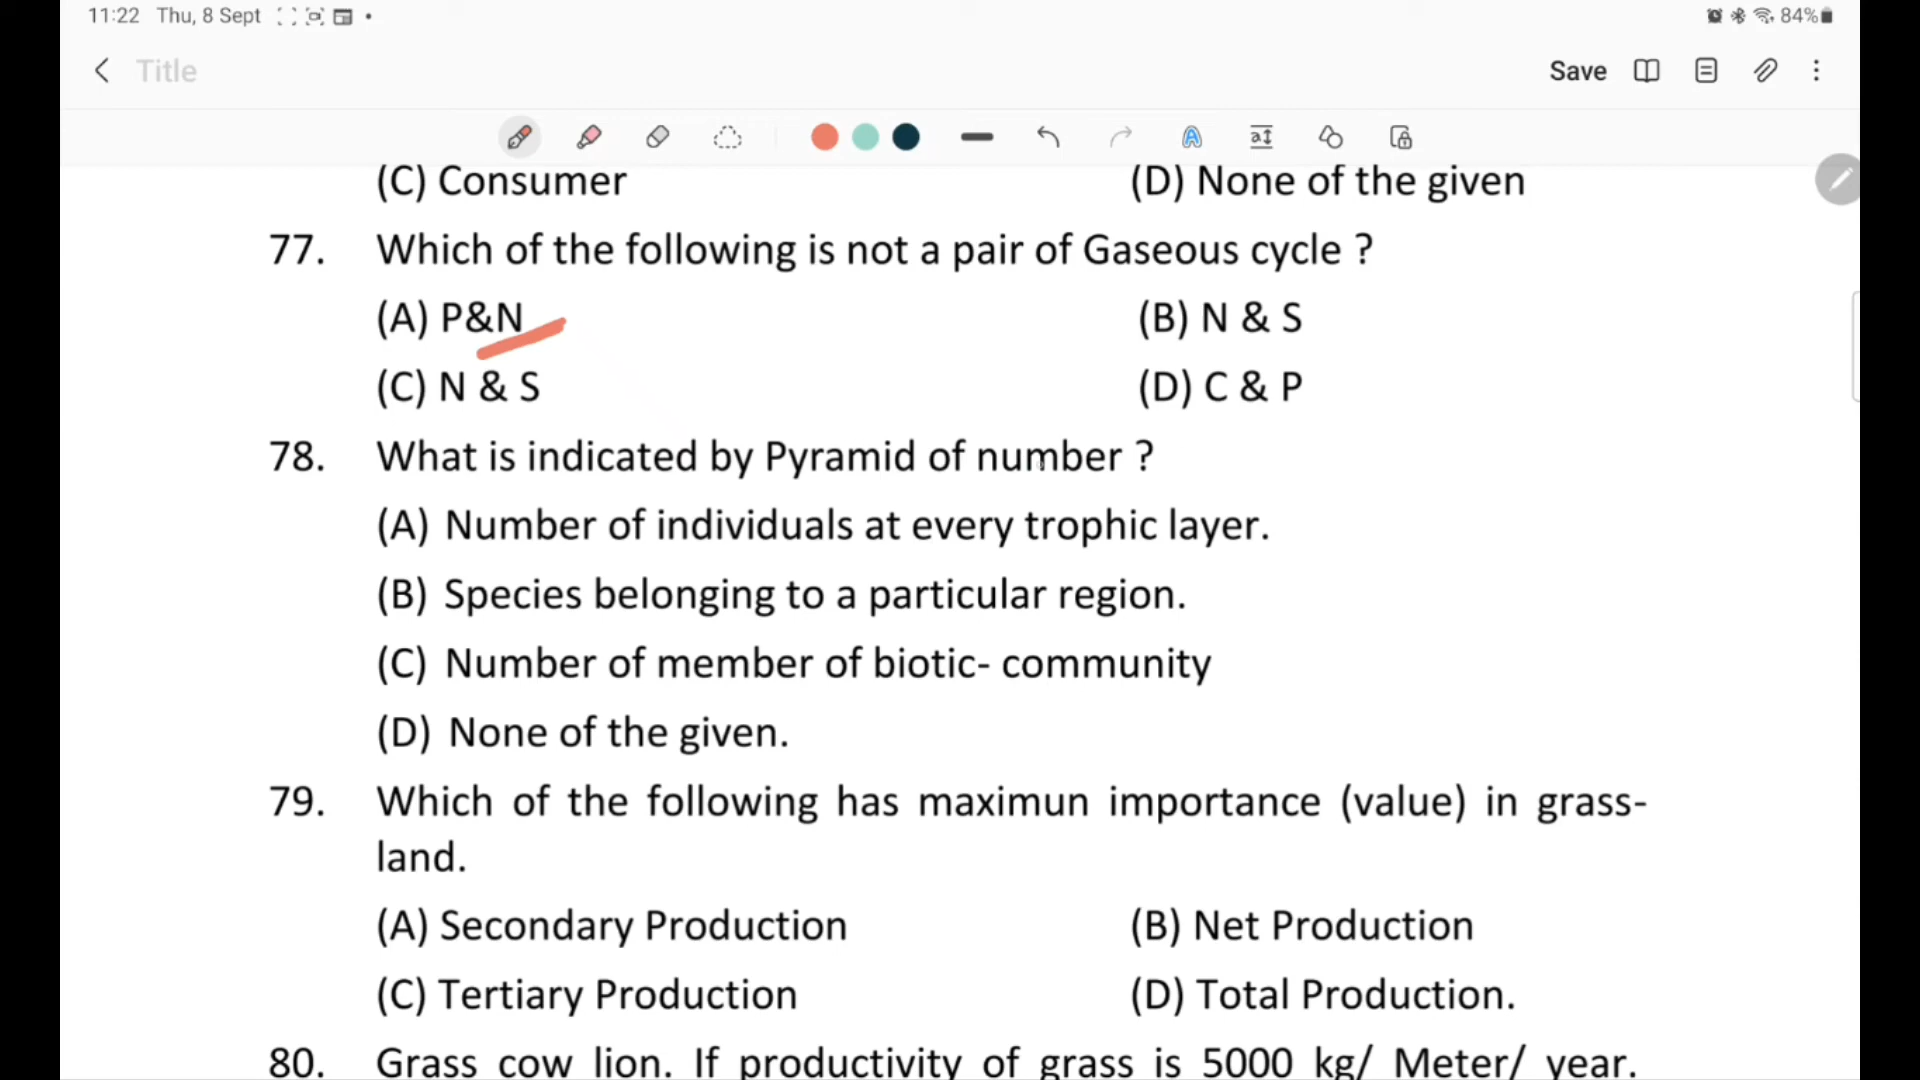 11:22 Thu, 8 Sept 84%
Title Save
(C) Consumer (D) None of the given
77. Which of the following is not a pair of Gaseous cycle ?
(A) P&N (B) N & S
(C) N & S (D) C & P
78. What is indicated by Pyramid of number ?
(A) Number of individuals at every trophic layer.
(B) Species belonging to a particular region.
(C) Number of member of biotic- community
(D) None of the given.
79. Which of the following has maximun importance (value) in grass-
land.
(A) Secondary Production (B) Net Production
(C) Tertiary Production (D) Total Production.
80. Grass cow lion. If productivity of grass is 5000 kg/ Meter/ year.